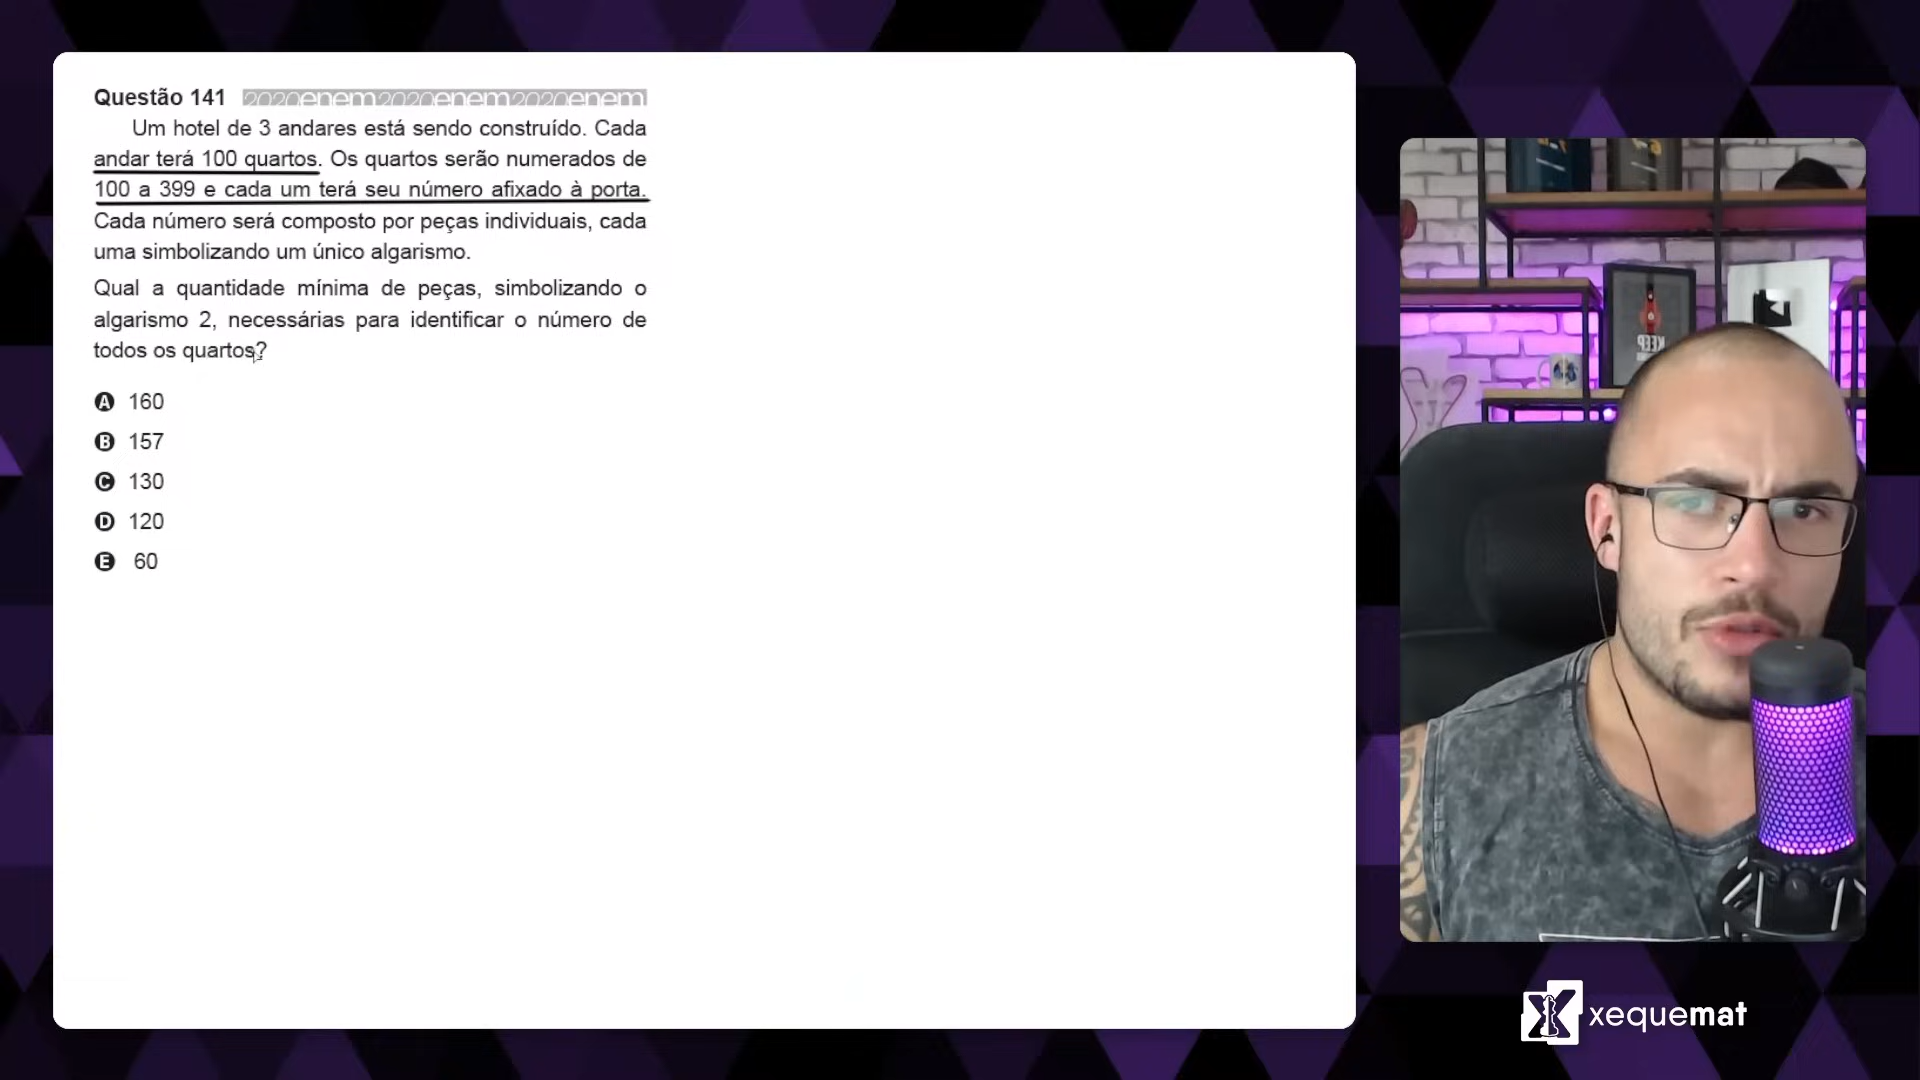 Questão 141 2020enem2020enem2020enem
Um hotel de 3 andares está sendo construído. Cada
andar terá 100 quartos. Os quartos serão numerados de
100 a 399 e cada um terá seu número afixado à porta.
Cada número será composto por peças individuais, cada
uma simbolizando um único algarismo.
Qual a quantidade mínima de peças, simbolizando o
algarismo 2, necessárias para identificar o número de
todos os quartos?
A 160
B 157
C 130
D 120
E 60
KEEP
xequemat